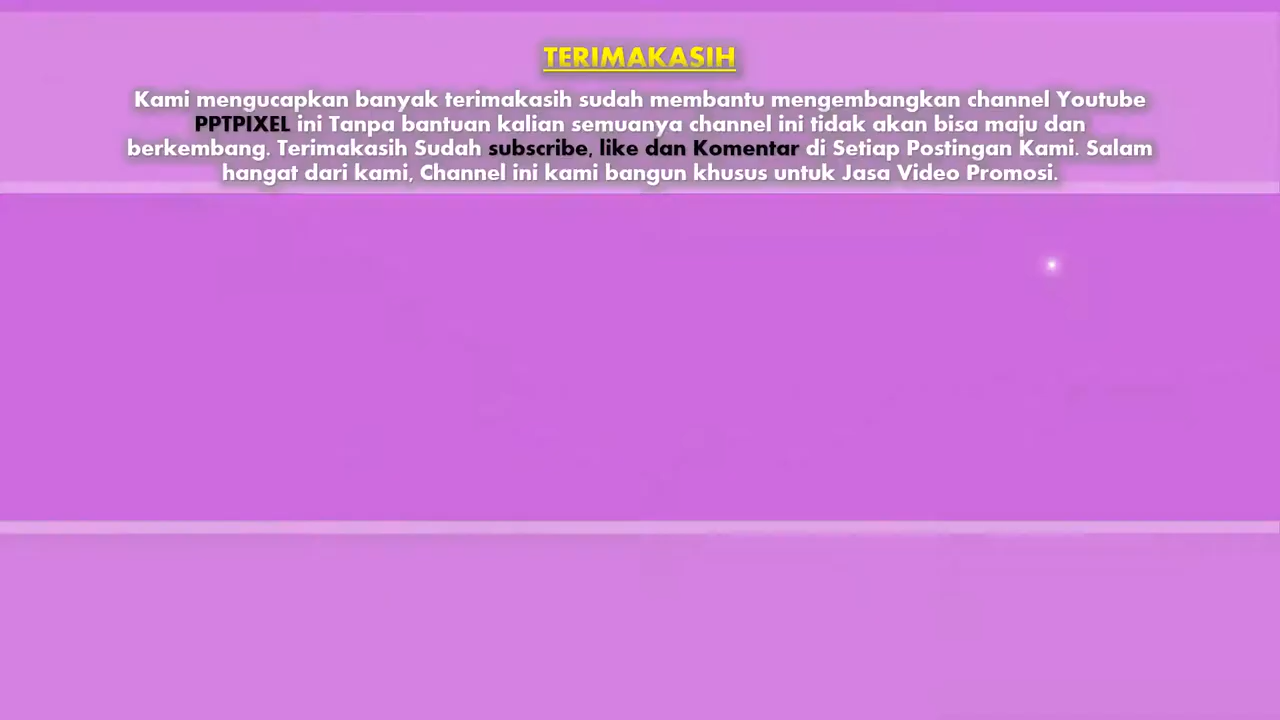 TERIMAKASIH
Kami mengucapkan banyak terimakasih sudah membantu mengembangkan channel Youtube
PPTPIXEL ini Tanpa bantuan kalian semuanya channel ini tidak akan bisa maju dan
berkembang. Terimakasih Sudah subscribe, like dan Komentar di Setiap Postingan Kami. Salam
hangat dari kami, Channel ini kami bangun khusus untuk Jasa Video Promosi.